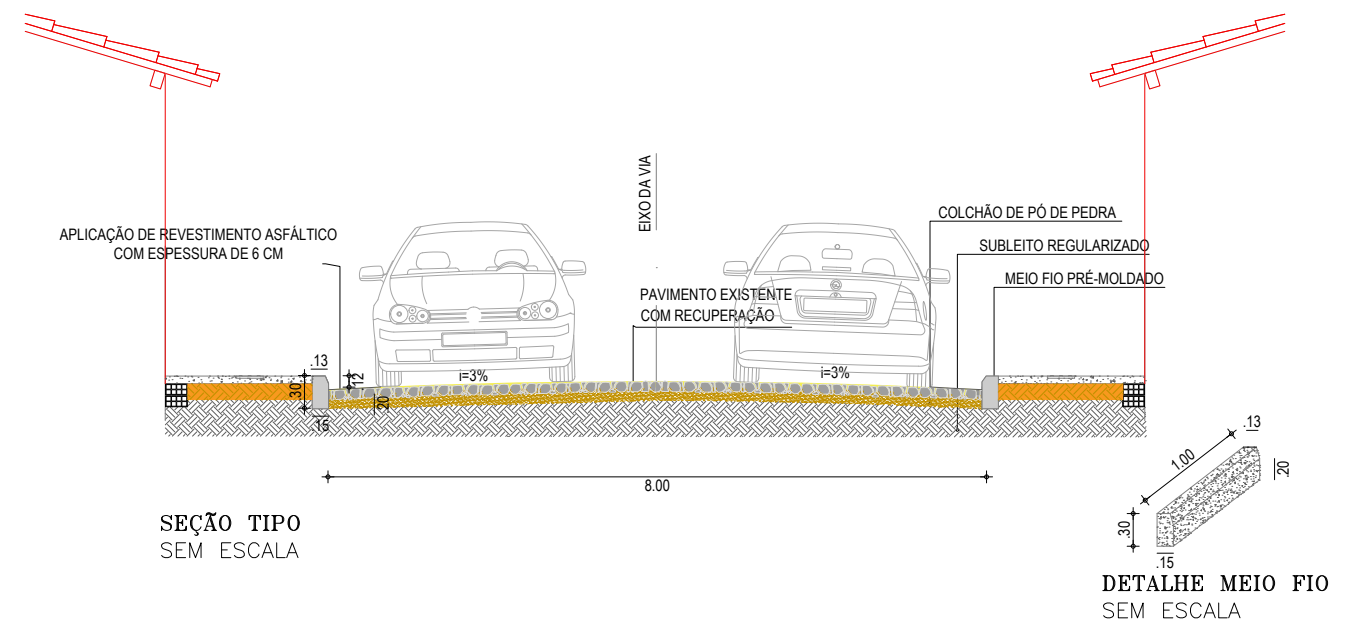 EIXO DA VIA
APLICAÇÃO DE REVESTIMENTO ASFÁLTICO
COM ESPESSURA DE 6 CM
COLCHÃO DE PÓ DE PEDRA
SUBLEITO REGULARIZADO
MEIO FIO PRÉ-MOLDADO
PAVIMENTO EXISTENTE
COM RECUPERAÇÃO
.13
.30
12
i=3%
i=3%
.20
.15
8.00
SEÇÃO TIPO
SEM ESCALA
.13
1.00
.20
.30
.15
DETALHE MEIO FIO
SEM ESCALA